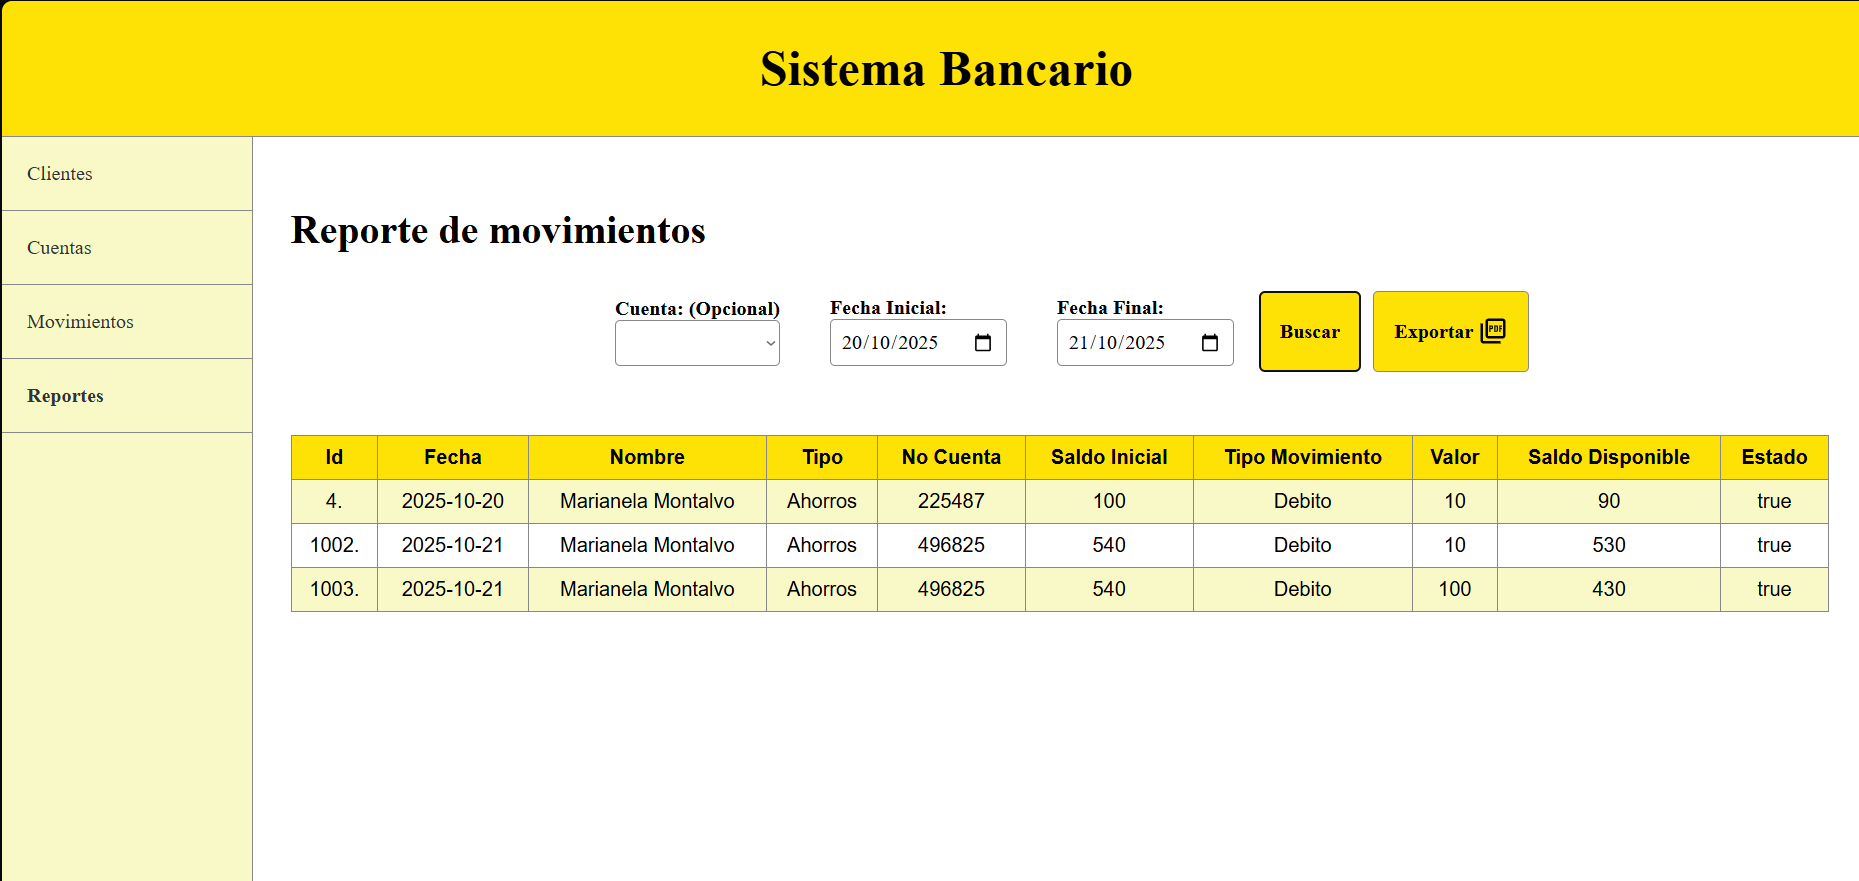 Sistema Bancario
Clientes
Cuentas
Movimientos
Reportes
Reporte de movimientos
Cuenta: (Opcional) Fecha Inicial: Fecha Final:
20/10/2025 21/10/2025 Buscar Exportar PDF
Id Fecha Nombre Tipo No Cuenta Saldo Inicial Tipo Movimiento Valor Saldo Disponible Estado
4. 2025-10-20 Marianela Montalvo Ahorros 225487 100 Debito 10 90 true
1002. 2025-10-21 Marianela Montalvo Ahorros 496825 540 Debito 10 530 true
1003. 2025-10-21 Marianela Montalvo Ahorros 496825 540 Debito 100 430 true